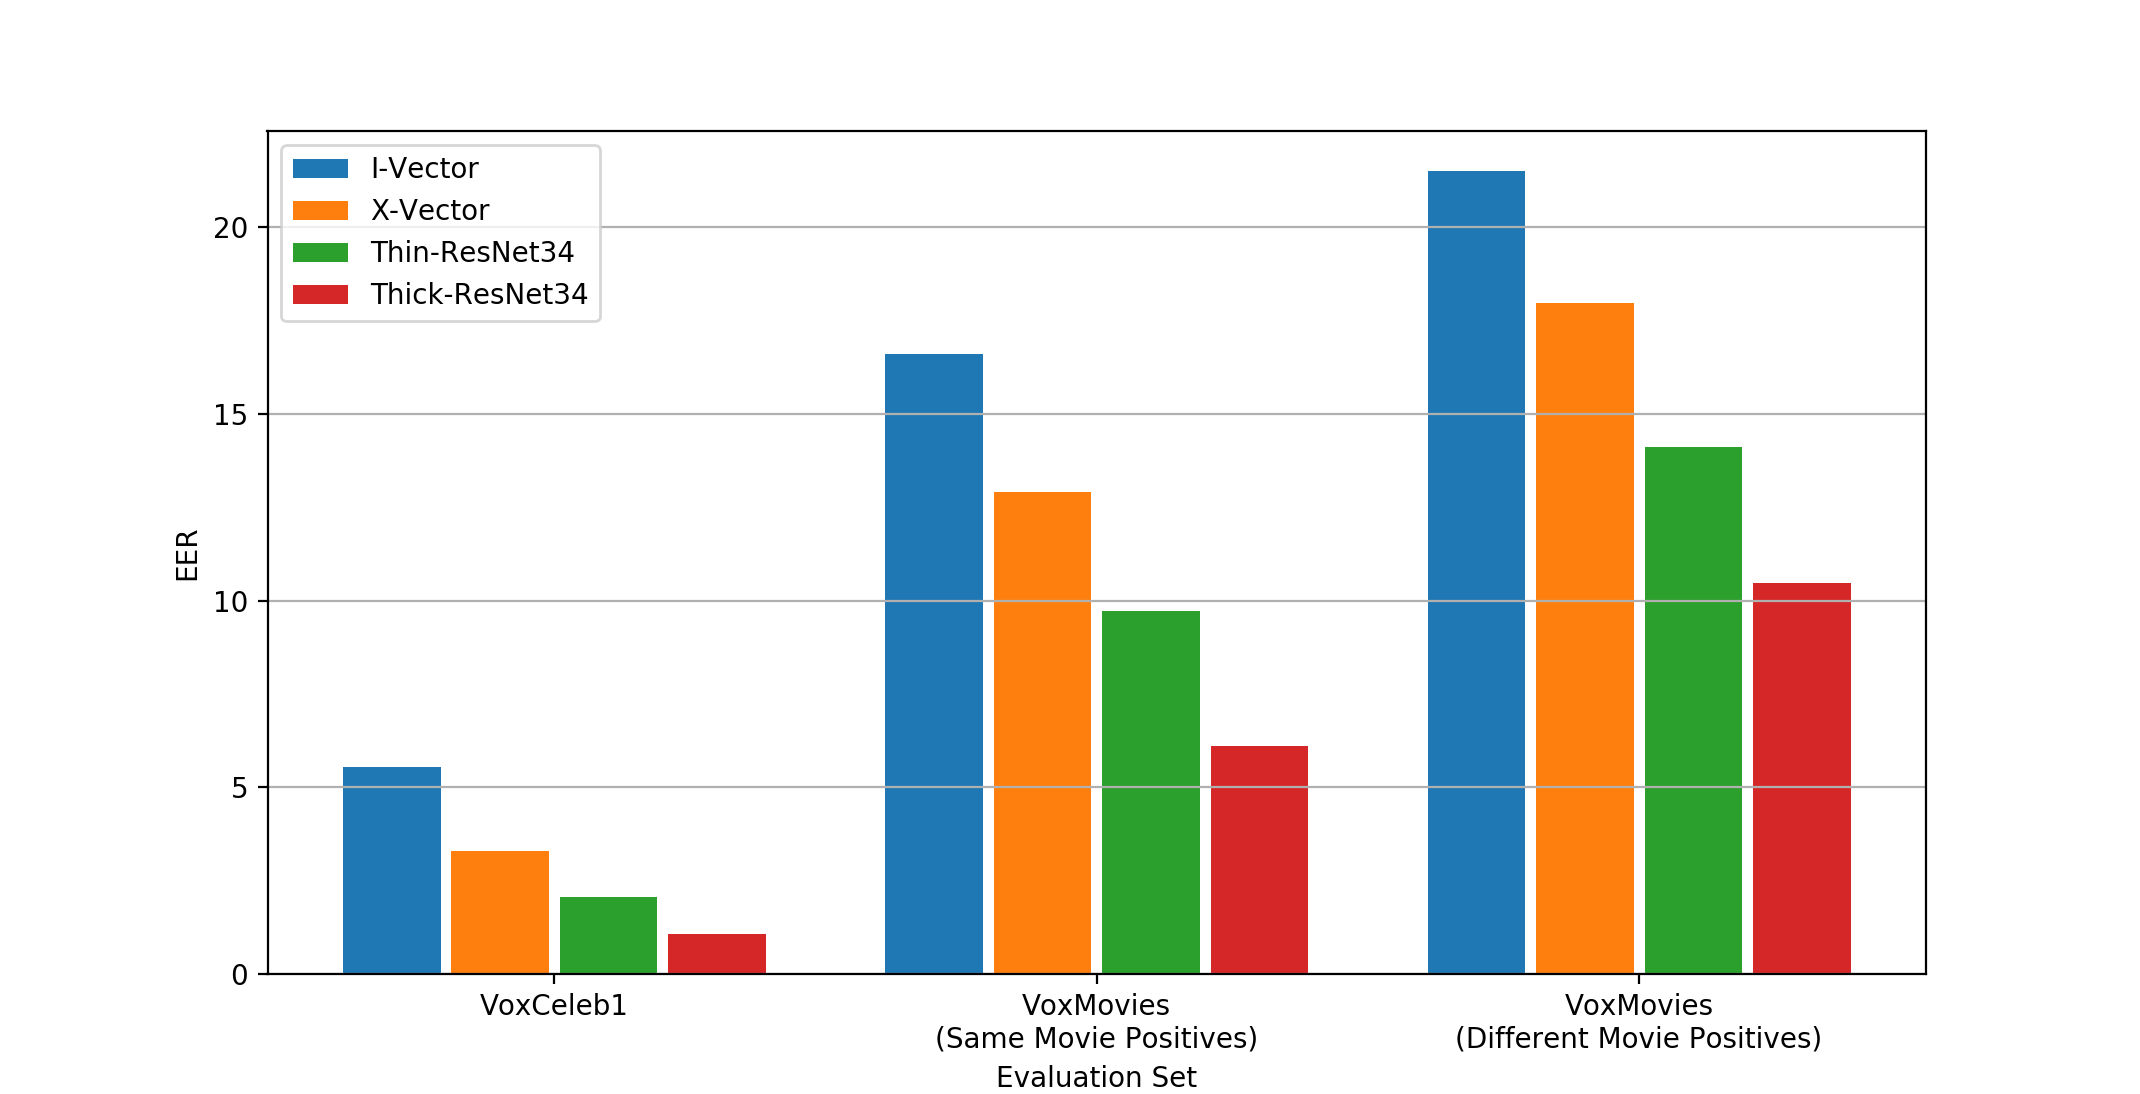 I-Vector
X-Vector
Thin-ResNet34
Thick-ResNet34
20
15
10
5
0
EER
VoxCeleb1
VoxMovies
(Same Movie Positives)
VoxMovies
(Different Movie Positives)
Evaluation Set